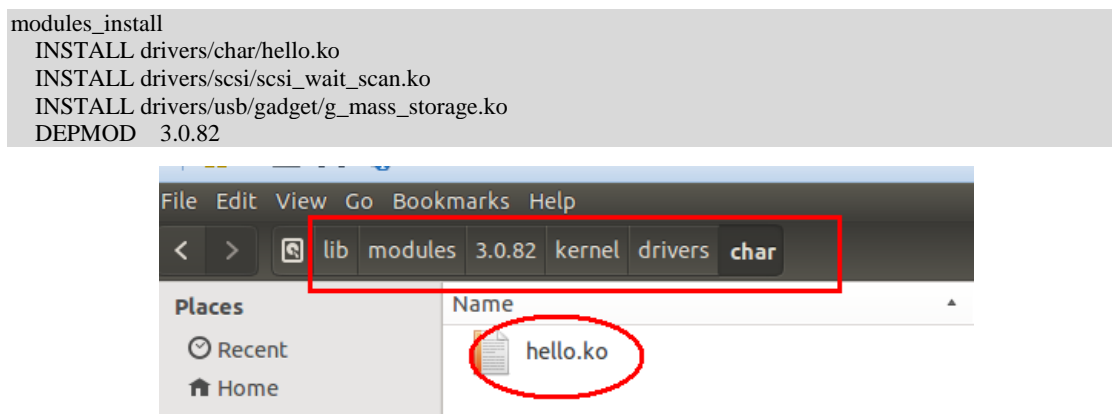 modules_install
INSTALL drivers/char/hello.ko
INSTALL drivers/scsi/scsi_wait_scan.ko
INSTALL drivers/usb/gadget/g_mass_storage.ko
DEPMOD 3.0.82
File Edit View Go Bookmarks Help
< > lib modules 3.0.82 kernel drivers char
Places Name
Recent hello.ko
Home